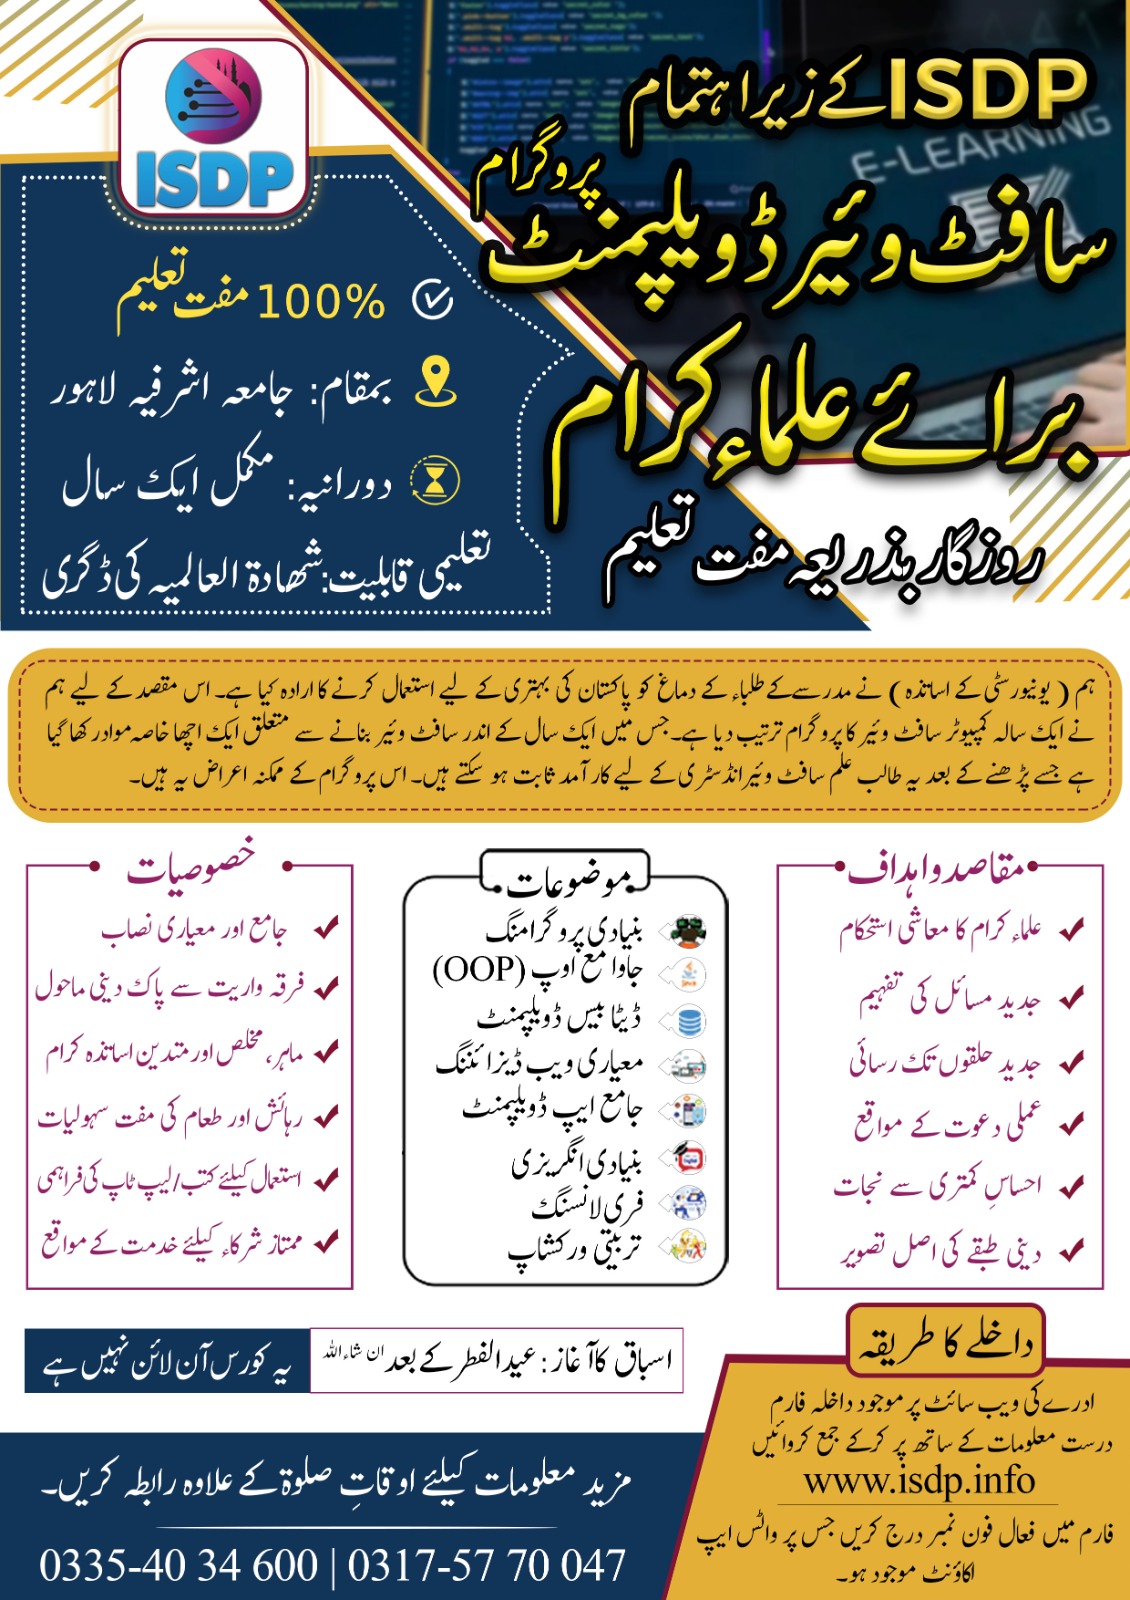 ISDP کے زیر اہتمام
E-LEARNING
سافٹ وئیر ڈویلپمنٹ پروگرام
برائے علماء کرام
روزگار بذریعہ مفت تعلیم
ISDP
100% مفت تعلیم
بمقام: جامعہ اشرفیہ لاہور
دورانیہ: مکمل ایک سال
تعلیمی قابلیت: شھادۃ العالمیہ کی ڈگری
ہم ( یونیورسٹی کے اساتذہ ) نے مدرسے کے طلباء کے دماغ کو پاکستان کی بہتری کے لیے استعمال کرنے کا ارادہ کیا ہے۔ اس مقصد کے لیے ہم
نے ایک سالہ کمپیوٹر سافٹ وئیر کا پروگرام ترتیب دیا ہے۔ جس میں ایک سال کے اندر سافٹ وئیر بنانے سے متعلق ایک اچھا خاصہ مواد رکھا گیا
ہے جسے پڑھنے کے بعد یہ طالب علم سافٹ وئیر انڈسٹری کے لیے کار آمد ثابت ہو سکتے ہیں۔ اس پروگرام کے ممکنہ اعراض یہ ہیں۔
مقاصد و اہداف
علماء کرام کا معاشی استحکام
جدید مسائل کی تفہیم
جدید حلقوں تک رسائی
عملی دعوت کے مواقع
احساسِ کمتری سے نجات
دینی طبقے کی اصل تصویر
موضوعات
بنیادی پروگرامنگ
جاوا مع اوپ (OOP)
ڈیٹا بیس ڈویلپمنٹ
معیاری ویب ڈیزائننگ
جامع ایپ ڈویلپمنٹ
بنیادی انگریزی
فری لانسنگ
تربیتی ورکشاپ
خصوصیات
جامع اور معیاری نصاب
فرقہ واریت سے پاک دینی ماحول
ماہر، مخلص اور متدین اساتذہ کرام
رہائش اور طعام کی مفت سہولیات
استعمال کیلئے کتب/لیپ ٹاپ کی فراہمی
ممتاز شرکاء کیلئے خدمت کے مواقع
اسباق کا آغاز : عید الفطر کے بعد ان شاءاللہ
یہ کورس آن لائن نہیں ہے
داخلے کا طریقہ
ادرے کی ویب سائٹ پر موجود داخلہ فارم
درست معلومات کے ساتھ پر کرکے جمع کروائیں
www.isdp.info
فارم میں فعال فون نمبر درج کریں جس پر واٹس ایپ
اکاؤنٹ موجود ہو۔
مزید معلومات کیلئے اوقاتِ صلوۃ کے علاوہ رابطہ کریں۔
0335-40 34 600 | 0317-57 70 047